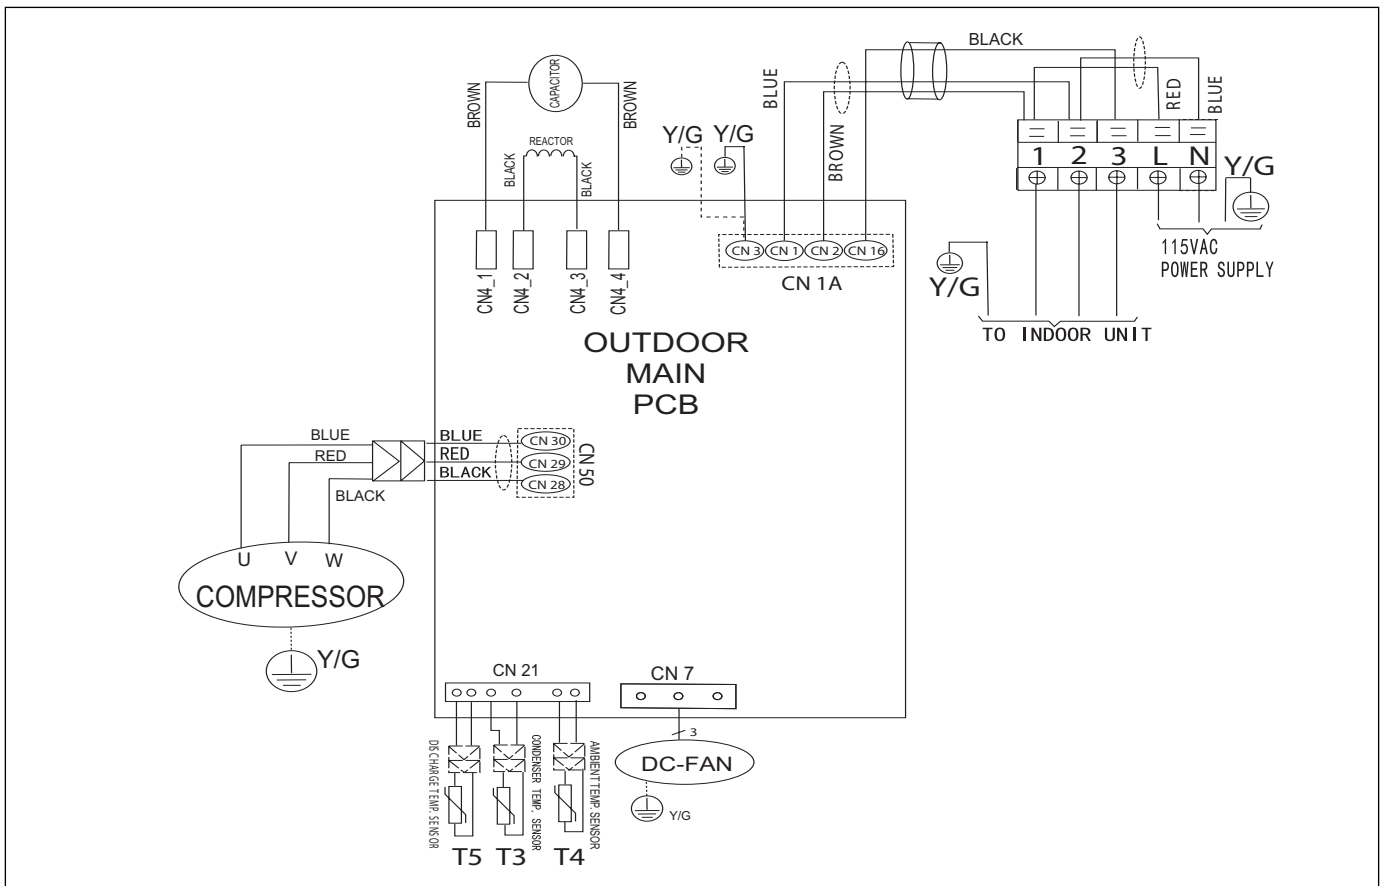 BLACK
CAPACITOR
BROWN
BROWN
REACTOR
BLACK
BLACK
BLUE
BROWN
RED
BLUE
Y/G
Y/G
1 2 3 L N
Y/G
CN4_1
CN4_2
CN4_3
CN4_4
CN 3
CN 1
CN 2
CN 16
CN 1A
115VAC
POWER SUPPLY
Y/G
TO INDOOR UNIT
OUTDOOR
MAIN
PCB
BLUE
RED
BLACK
BLUE
RED
BLACK
CN 30
CN 29
CN 28
CN 50
U V W
COMPRESSOR
Y/G
CN 21
CN 7
3
DC-FAN
Y/G
DISCHARGE TEMP. SENSOR
CONDENSER TEMP. SENSOR
AMBIENT TEMP. SENSOR
T5 T3 T4